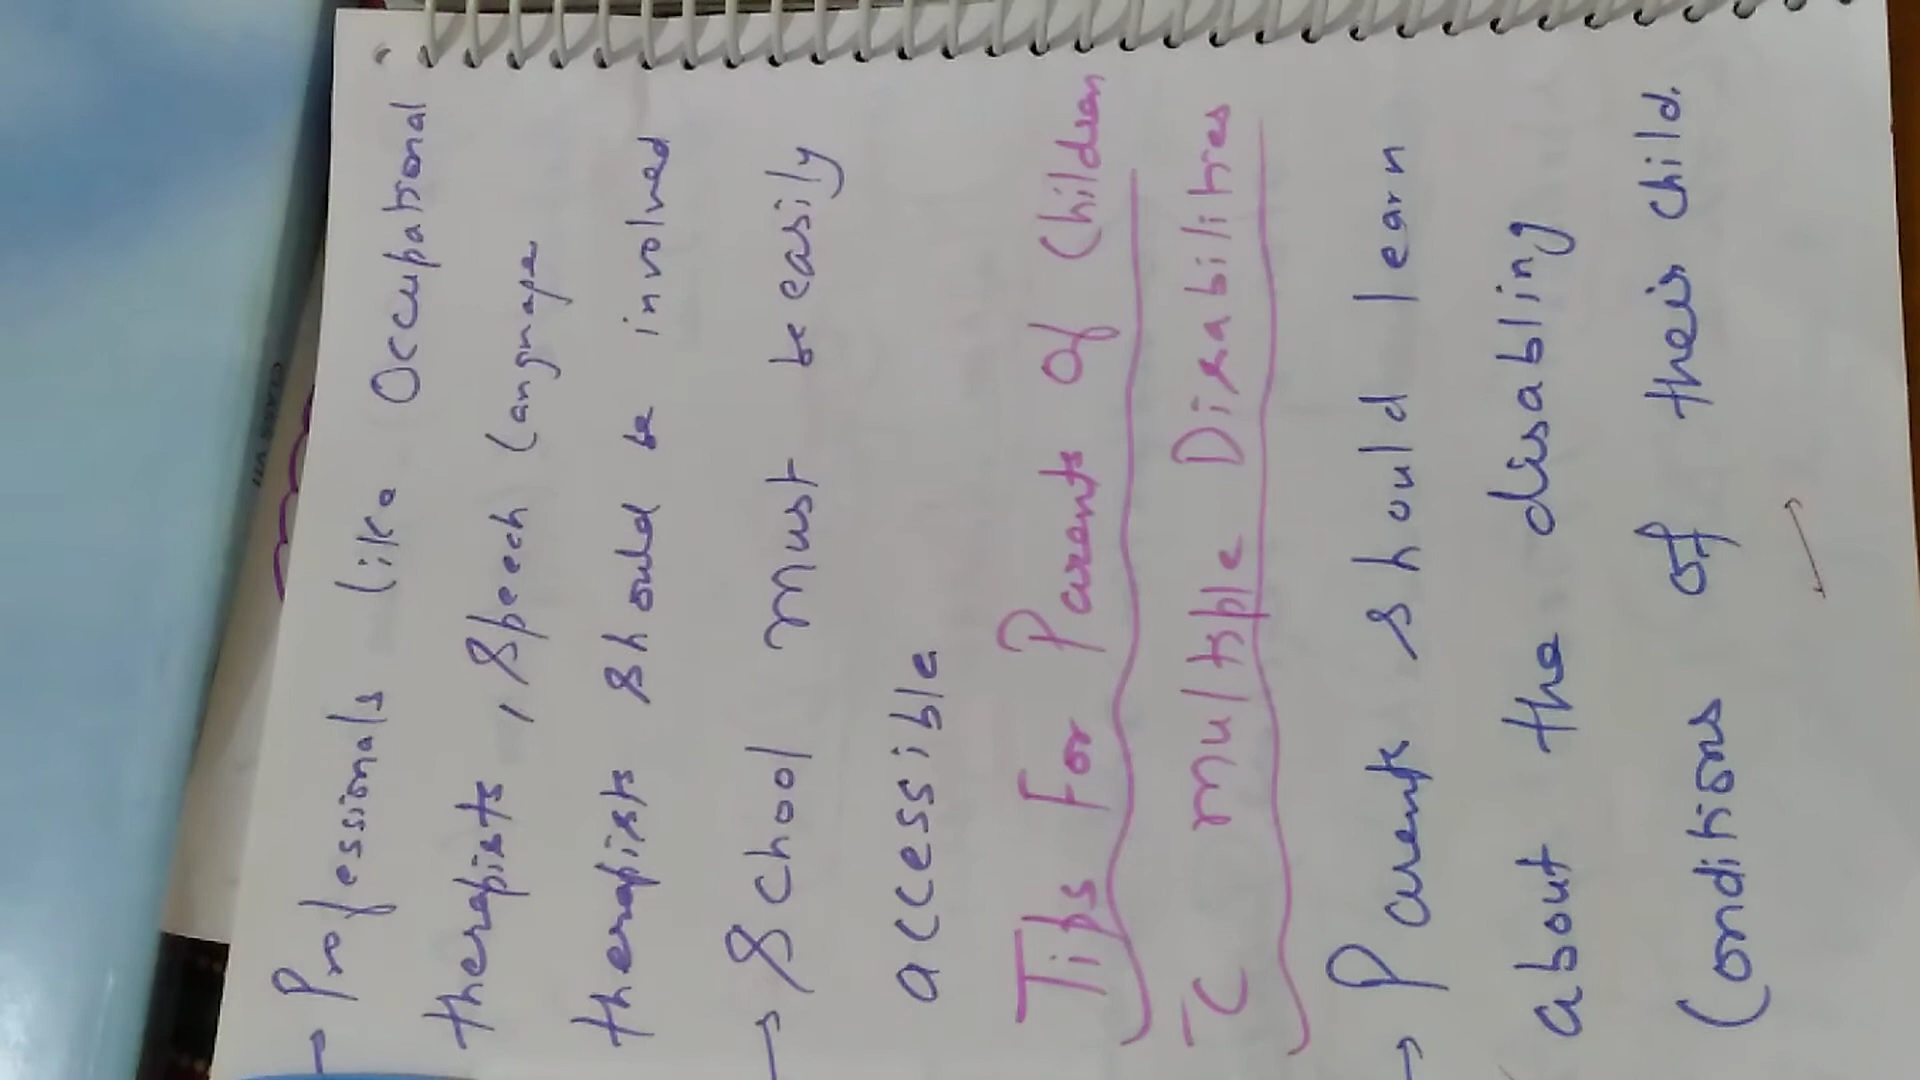 → Professionals like Occupational
therapists, Speech Language
therapists should be involved
→ School must be easily
accessible
Tips For Parents Of Children
c̄ multiple Disabilities
→ Parents should learn
about the disabling
Conditions of their child.